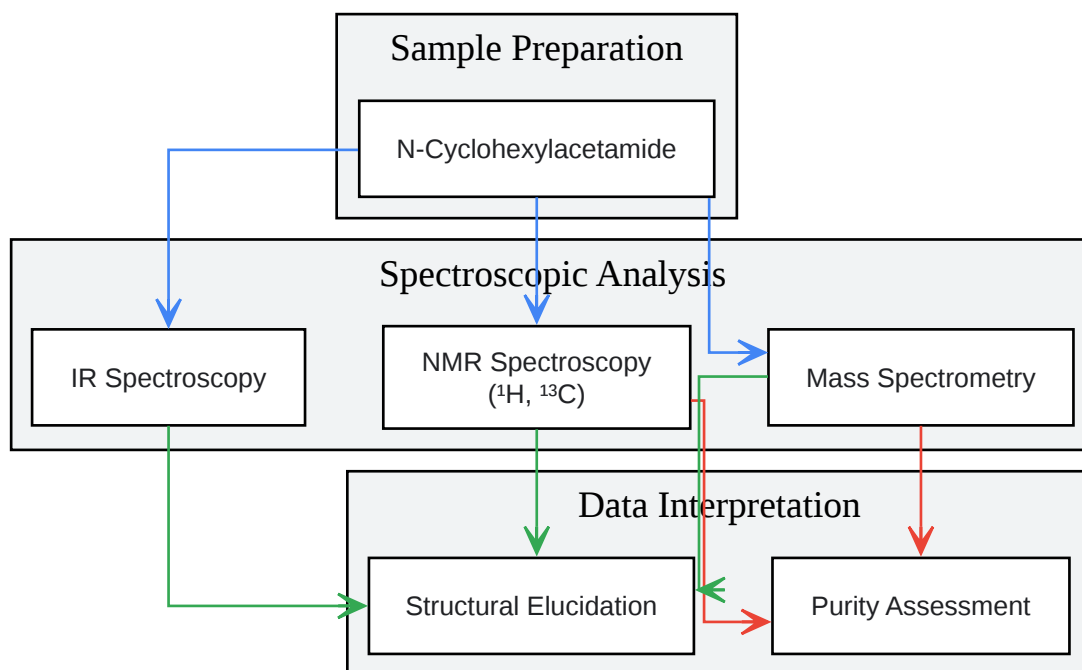 Sample Preparation
N-Cyclohexylacetamide
Spectroscopic Analysis
IR Spectroscopy
NMR Spectroscopy
(¹H, ¹³C)
Mass Spectrometry
Data Interpretation
Structural Elucidation
Purity Assessment